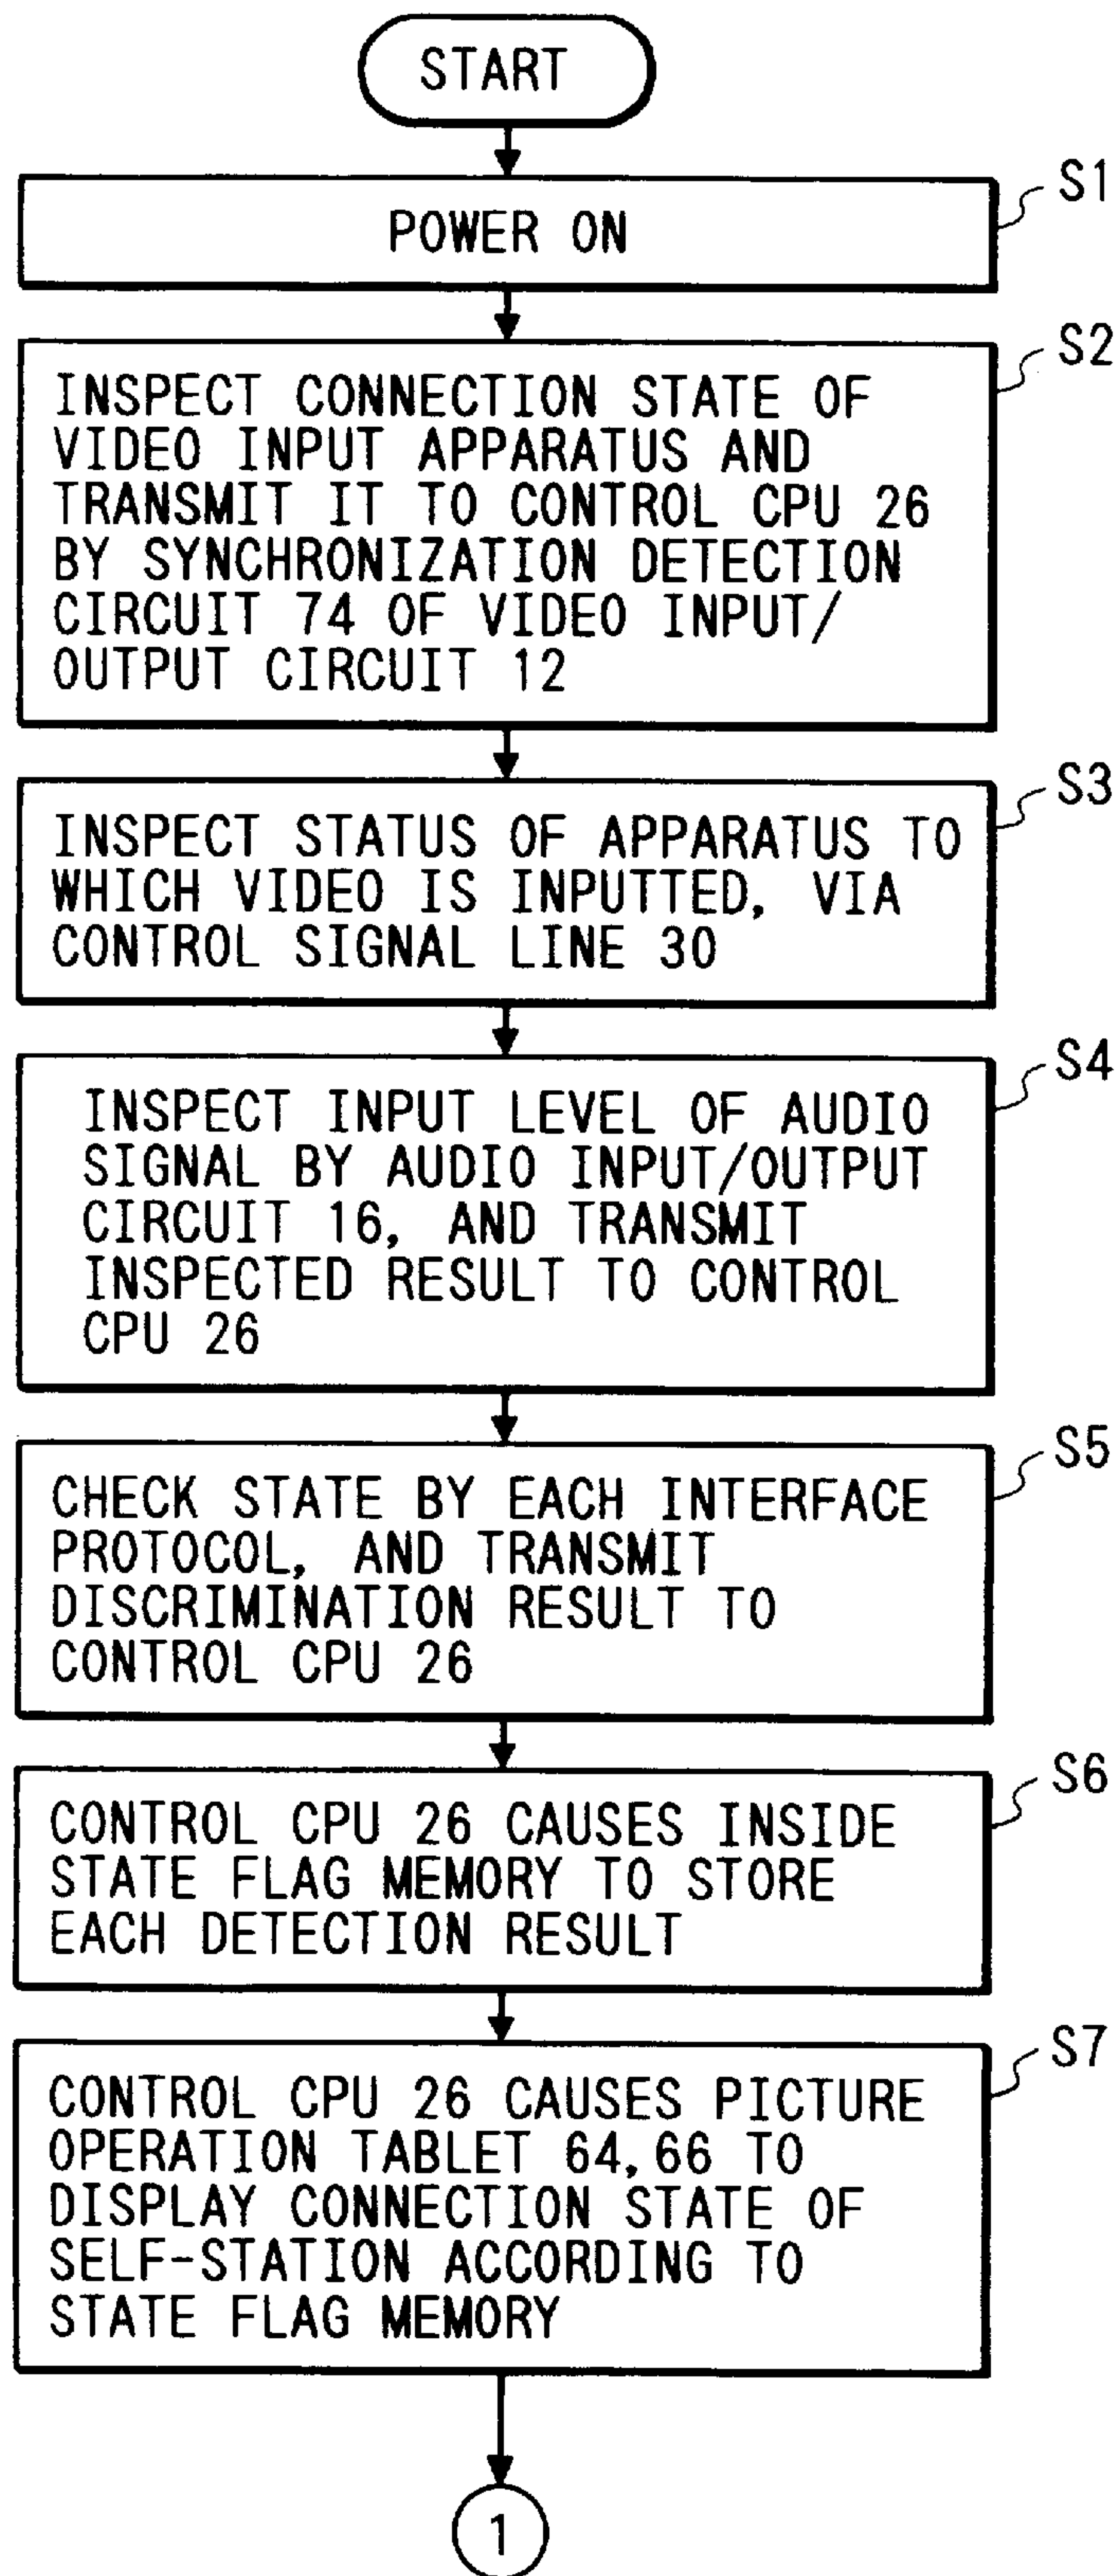 START
S1
POWER ON
S2
INSPECT CONNECTION STATE OF
VIDEO INPUT APPARATUS AND
TRANSMIT IT TO CONTROL CPU 26
BY SYNCHRONIZATION DETECTION
CIRCUIT 74 OF VIDEO INPUT/
OUTPUT CIRCUIT 12
S3
INSPECT STATUS OF APPARATUS TO
WHICH VIDEO IS INPUTTED, VIA
CONTROL SIGNAL LINE 30
S4
INSPECT INPUT LEVEL OF AUDIO
SIGNAL BY AUDIO INPUT/OUTPUT
CIRCUIT 16, AND TRANSMIT
INSPECTED RESULT TO CONTROL
CPU 26
S5
CHECK STATE BY EACH INTERFACE
PROTOCOL, AND TRANSMIT
DISCRIMINATION RESULT TO
CONTROL CPU 26
S6
CONTROL CPU 26 CAUSES INSIDE
STATE FLAG MEMORY TO STORE
EACH DETECTION RESULT
S7
CONTROL CPU 26 CAUSES PICTURE
OPERATION TABLET 64,66 TO
DISPLAY CONNECTION STATE OF
SELF-STATION ACCORDING TO
STATE FLAG MEMORY
1